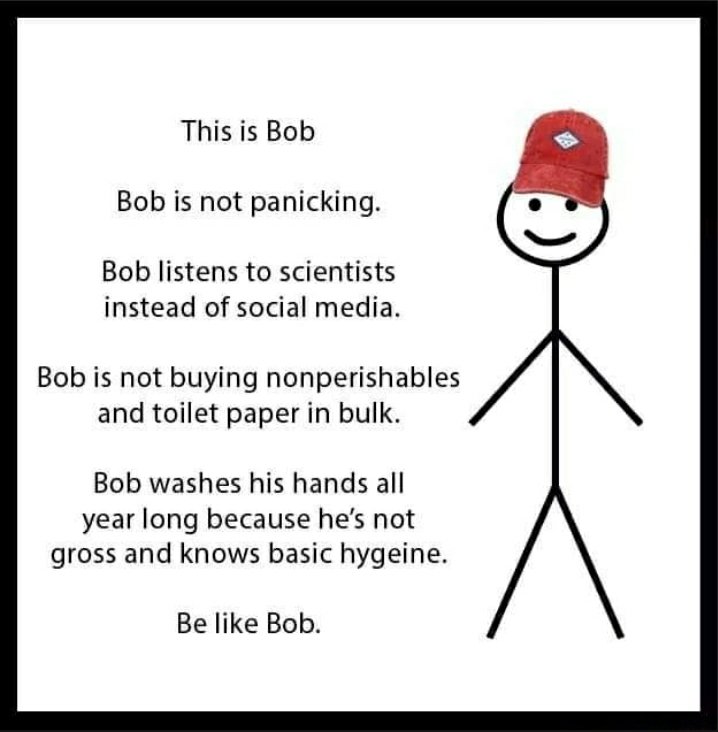 This is Bob
Bob is not panicking.
Bob listens to scientists
instead of social media.
Bob is not buying nonperishables
and toilet paper in bulk.
Bob washes his hands all
year long because he's not
gross and knows basic hygeine.
Be like Bob.